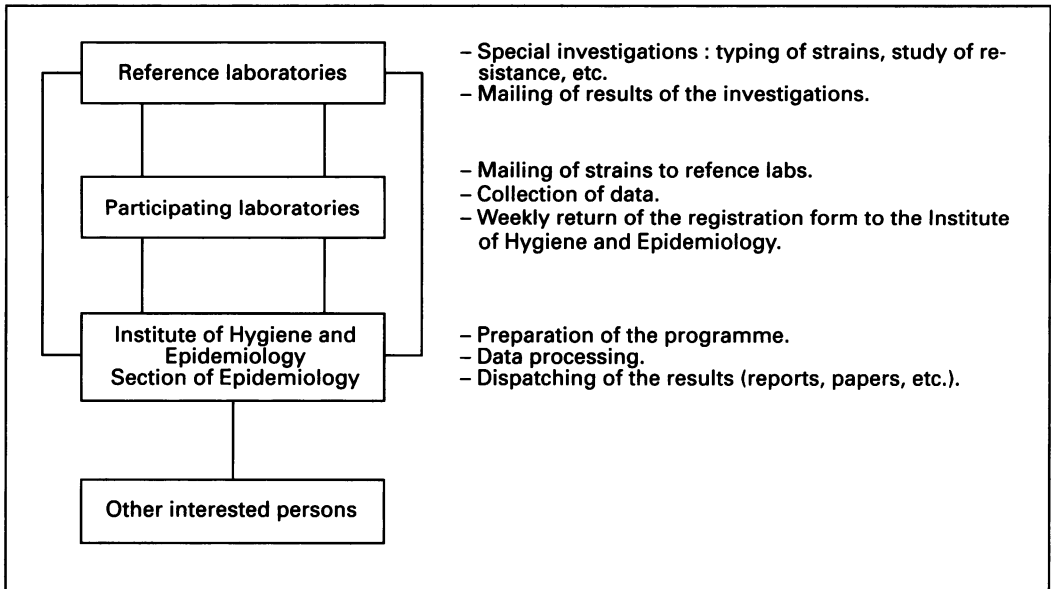 Reference laboratories
– Special investigations : typing of strains, study of re-
sistance, etc.
– Mailing of results of the investigations.
Participating laboratories
– Mailing of strains to refence labs.
– Collection of data.
– Weekly return of the registration form to the Institute
of Hygiene and Epidemiology.
Institute of Hygiene and
Epidemiology
Section of Epidemiology
– Preparation of the programme.
– Data processing.
– Dispatching of the results (reports, papers, etc.).
Other interested persons